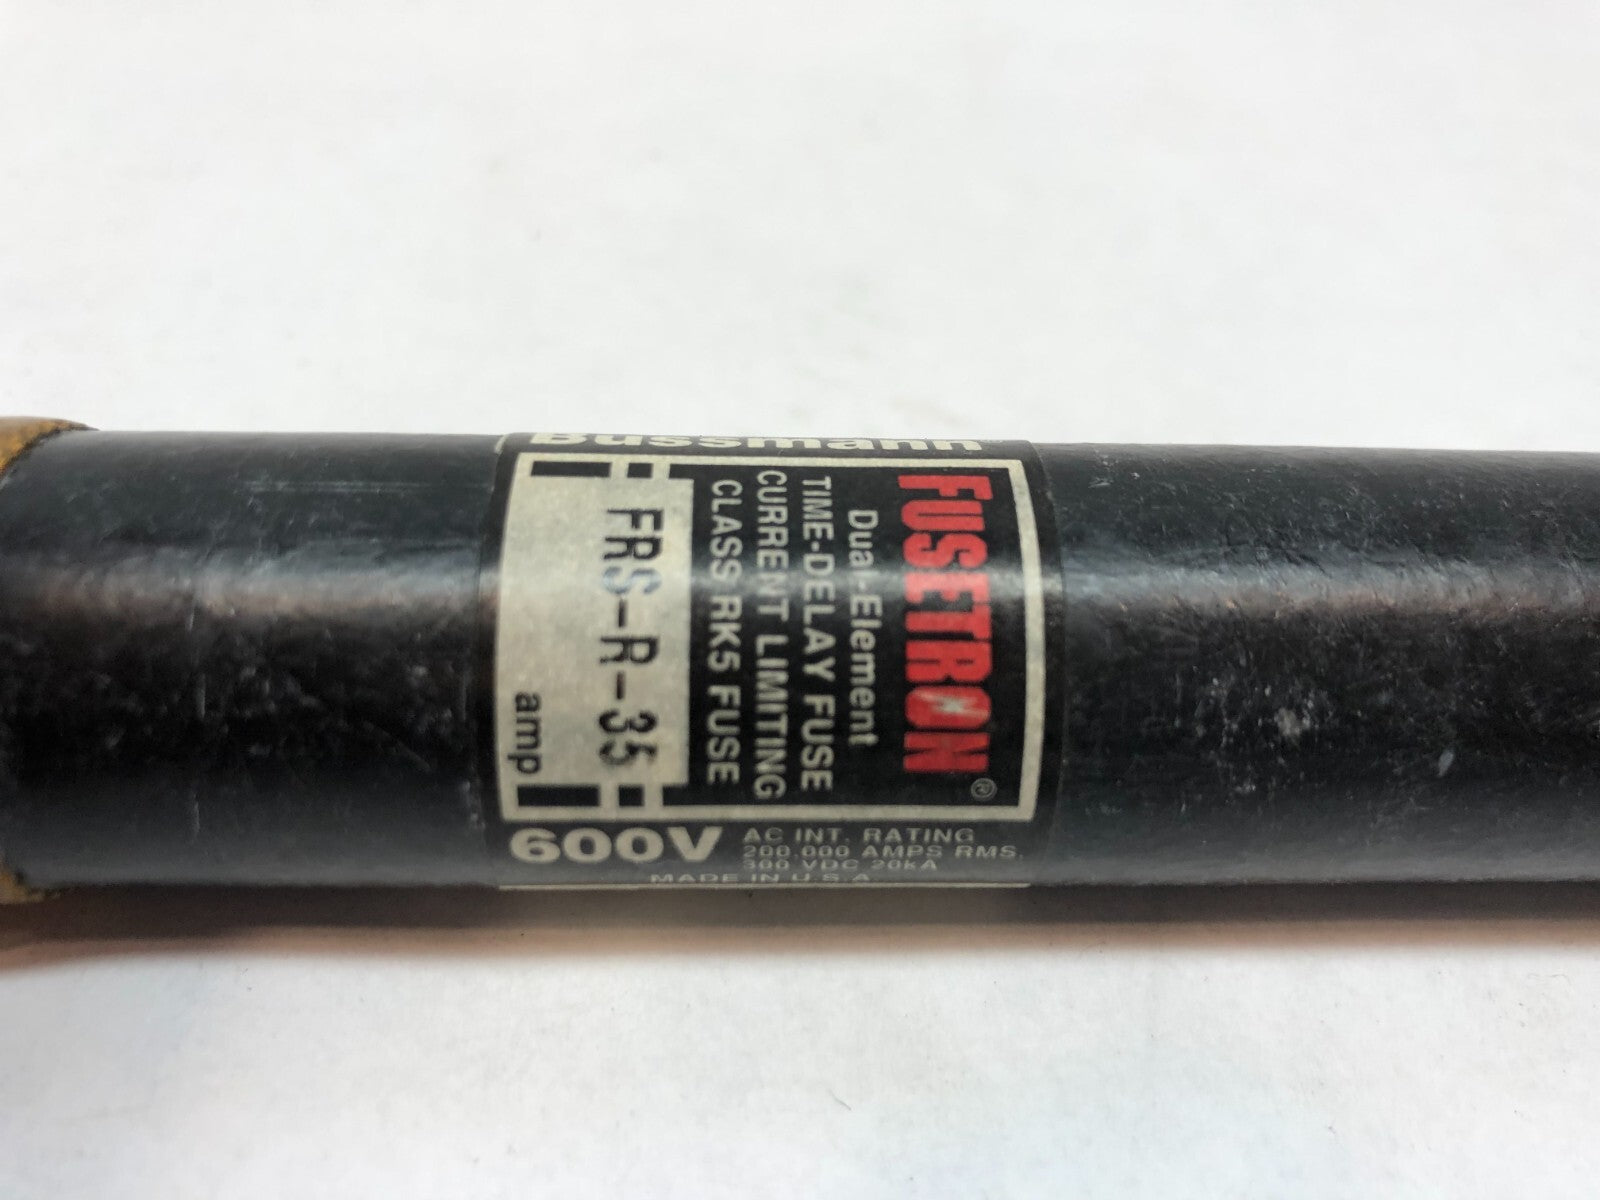 Bussmann®
FUSETRON®
Dual-Element
TIME-DELAY FUSE
CURRENT LIMITING
CLASS RK5 FUSE
FRS-R-35
amp
600V
AC INT. RATING
200,000 AMPS RMS.
300 VDC 20kA
MADE IN U.S.A.